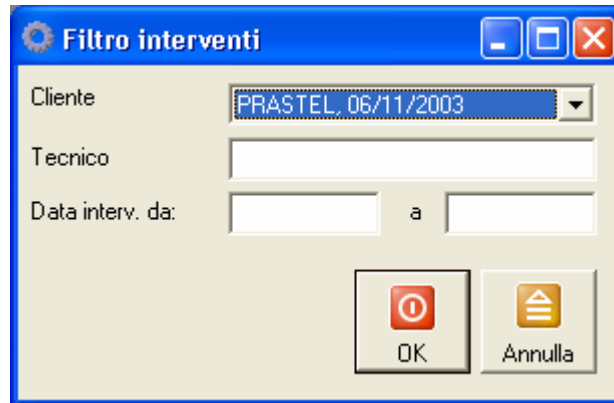 Filtro interventi
Cliente PRASTEL, 06/11/2003
Tecnico
Data interv. da: a
OK Annulla